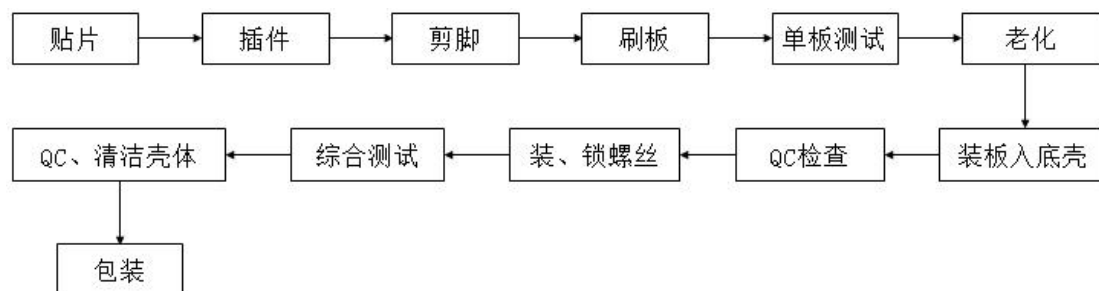 贴片
插件
剪脚
刷板
单板测试
老化
装板入底壳
QC检查
装、锁螺丝
综合测试
QC、清洁壳体
包装